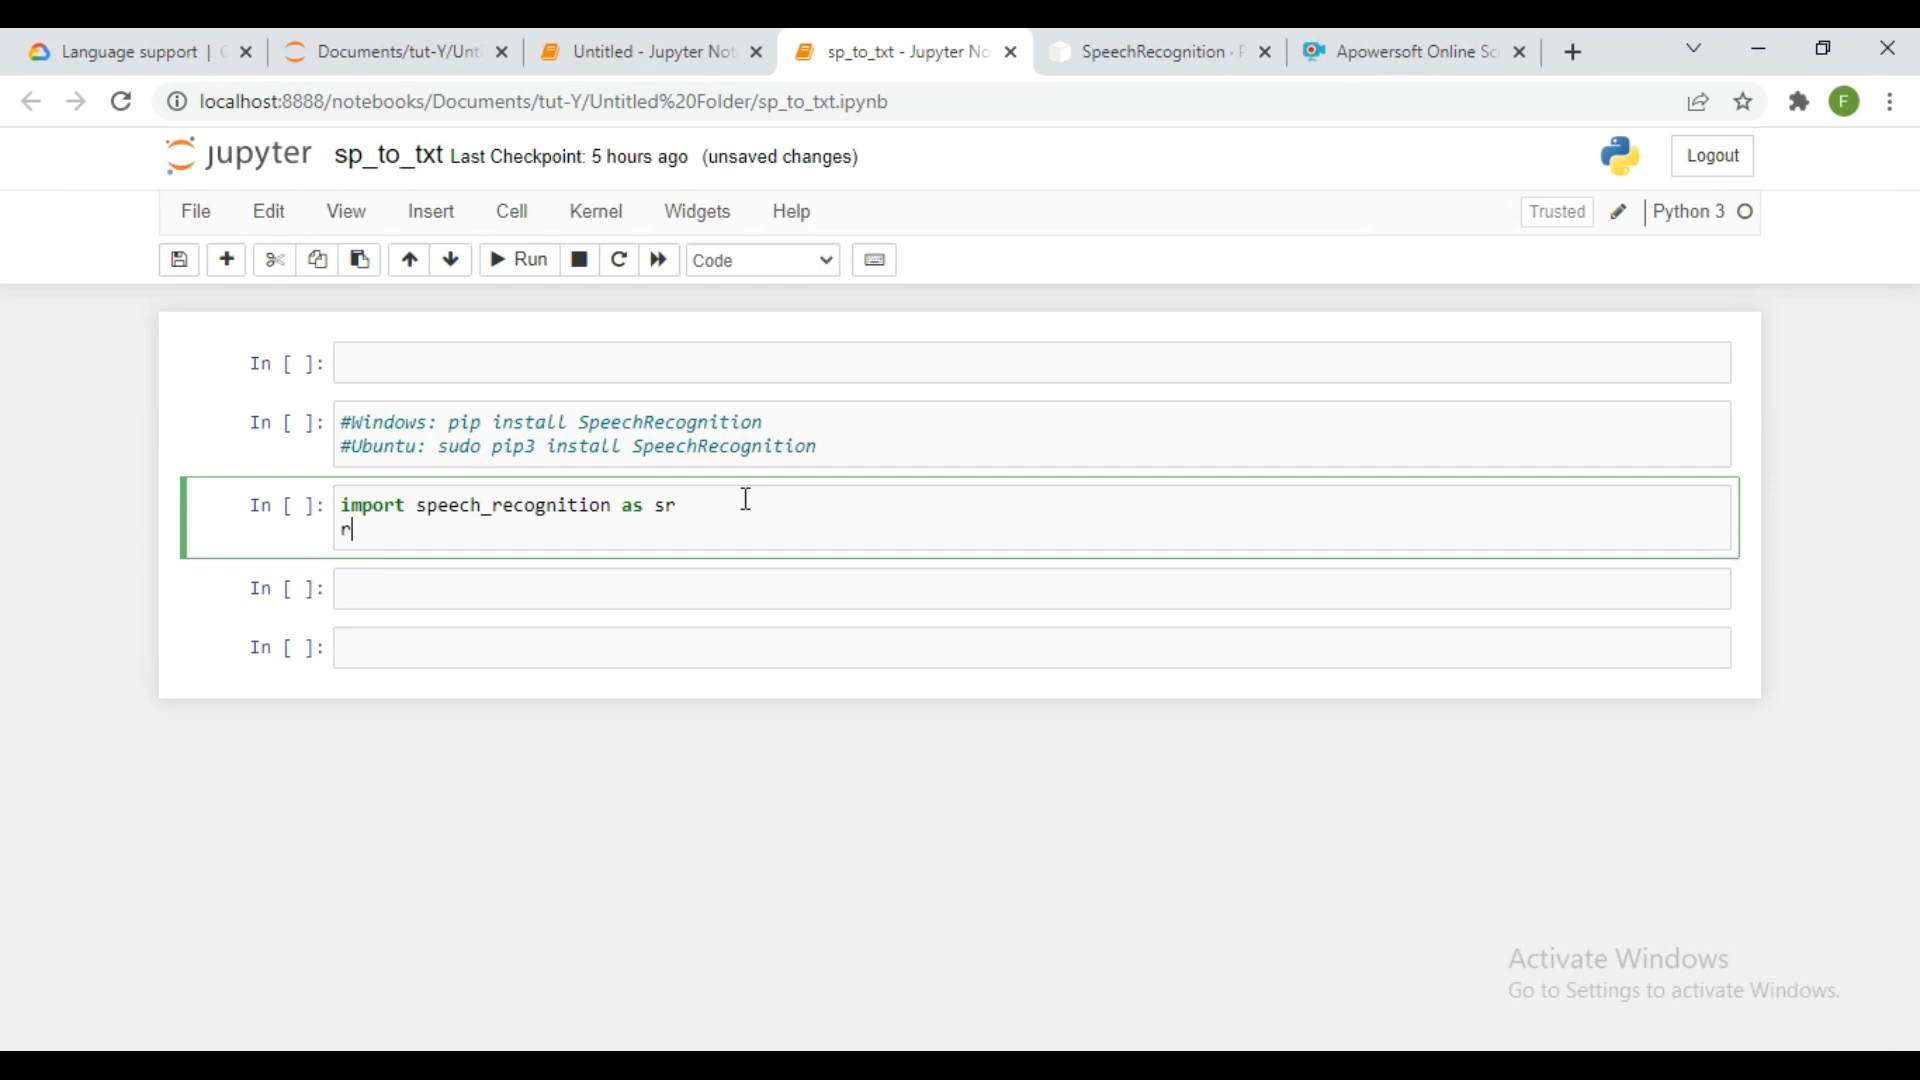 Language support |
Documents/tut-Y/Unti
Untitled - Jupyter Not
sp_to_txt - Jupyter No
SpeechRecognition · P
Apowersoft Online Sc
localhost:8888/notebooks/Documents/tut-Y/Untitled%20Folder/sp_to_txt.ipynb
F
jupyter sp_to_txt Last Checkpoint: 5 hours ago (unsaved changes)
Logout
File Edit View Insert Cell Kernel Widgets Help
Trusted
Python 3
Run
Code
In [ ]:
In [ ]: #Windows: pip install SpeechRecognition
#Ubuntu: sudo pip3 install SpeechRecognition
In [ ]: import speech_recognition as sr
r
In [ ]:
In [ ]:
Activate Windows
Go to Settings to activate Windows.